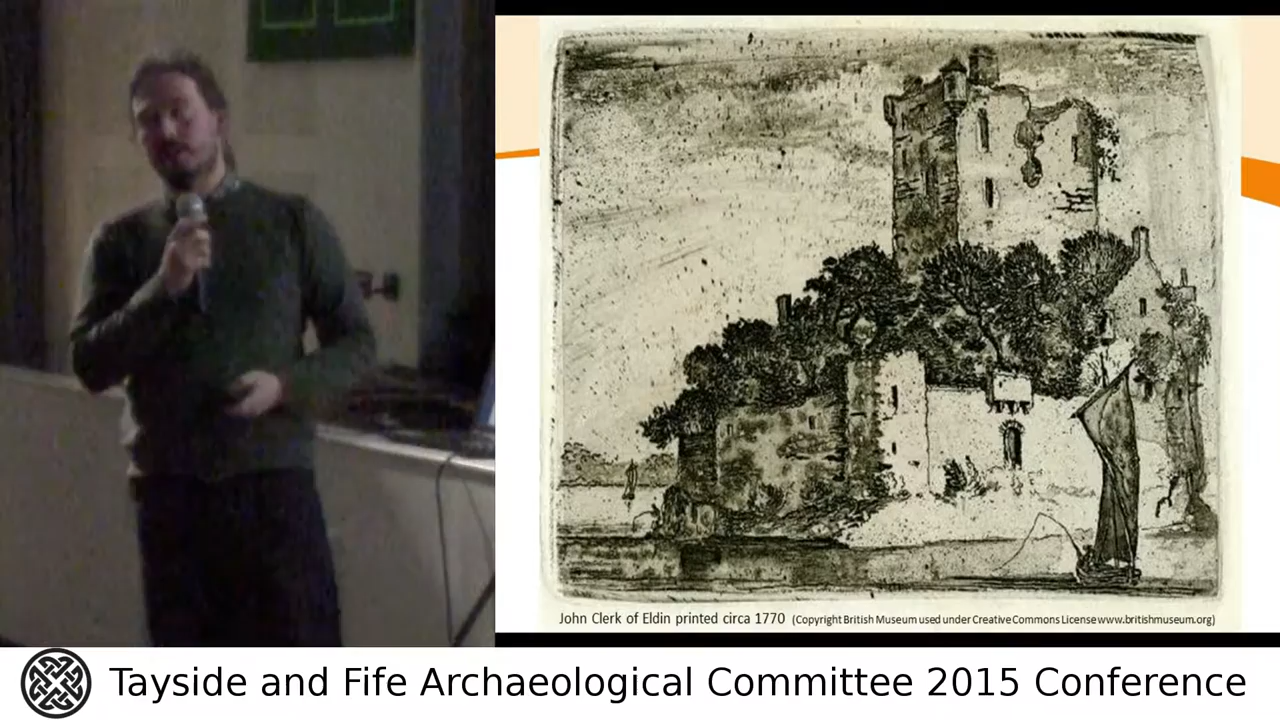 John Clerk of Eldin printed circa 1770 (Copyright British Museum used under Creative Commons License www.britishmuseum.org)
Tayside and Fife Archaeological Committee 2015 Conference